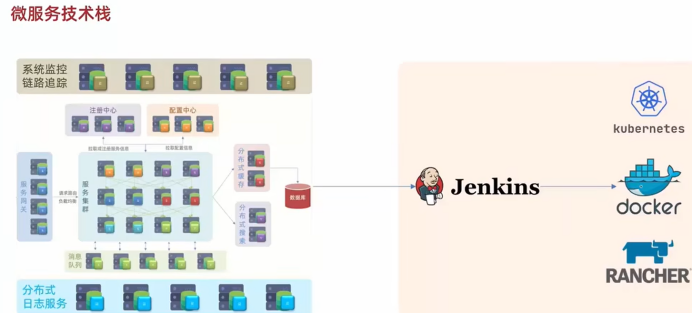 微服务技术栈
系统监控
链路追踪
注册中心
配置中心
拉取或注册服务信息
拉取配置信息
服务网关
请求路由
负载均衡
服务集群
分布式缓存
分布式搜索
数据库
消息
队列
分布式
日志服务
Jenkins
kubernetes
docker
RANCHER